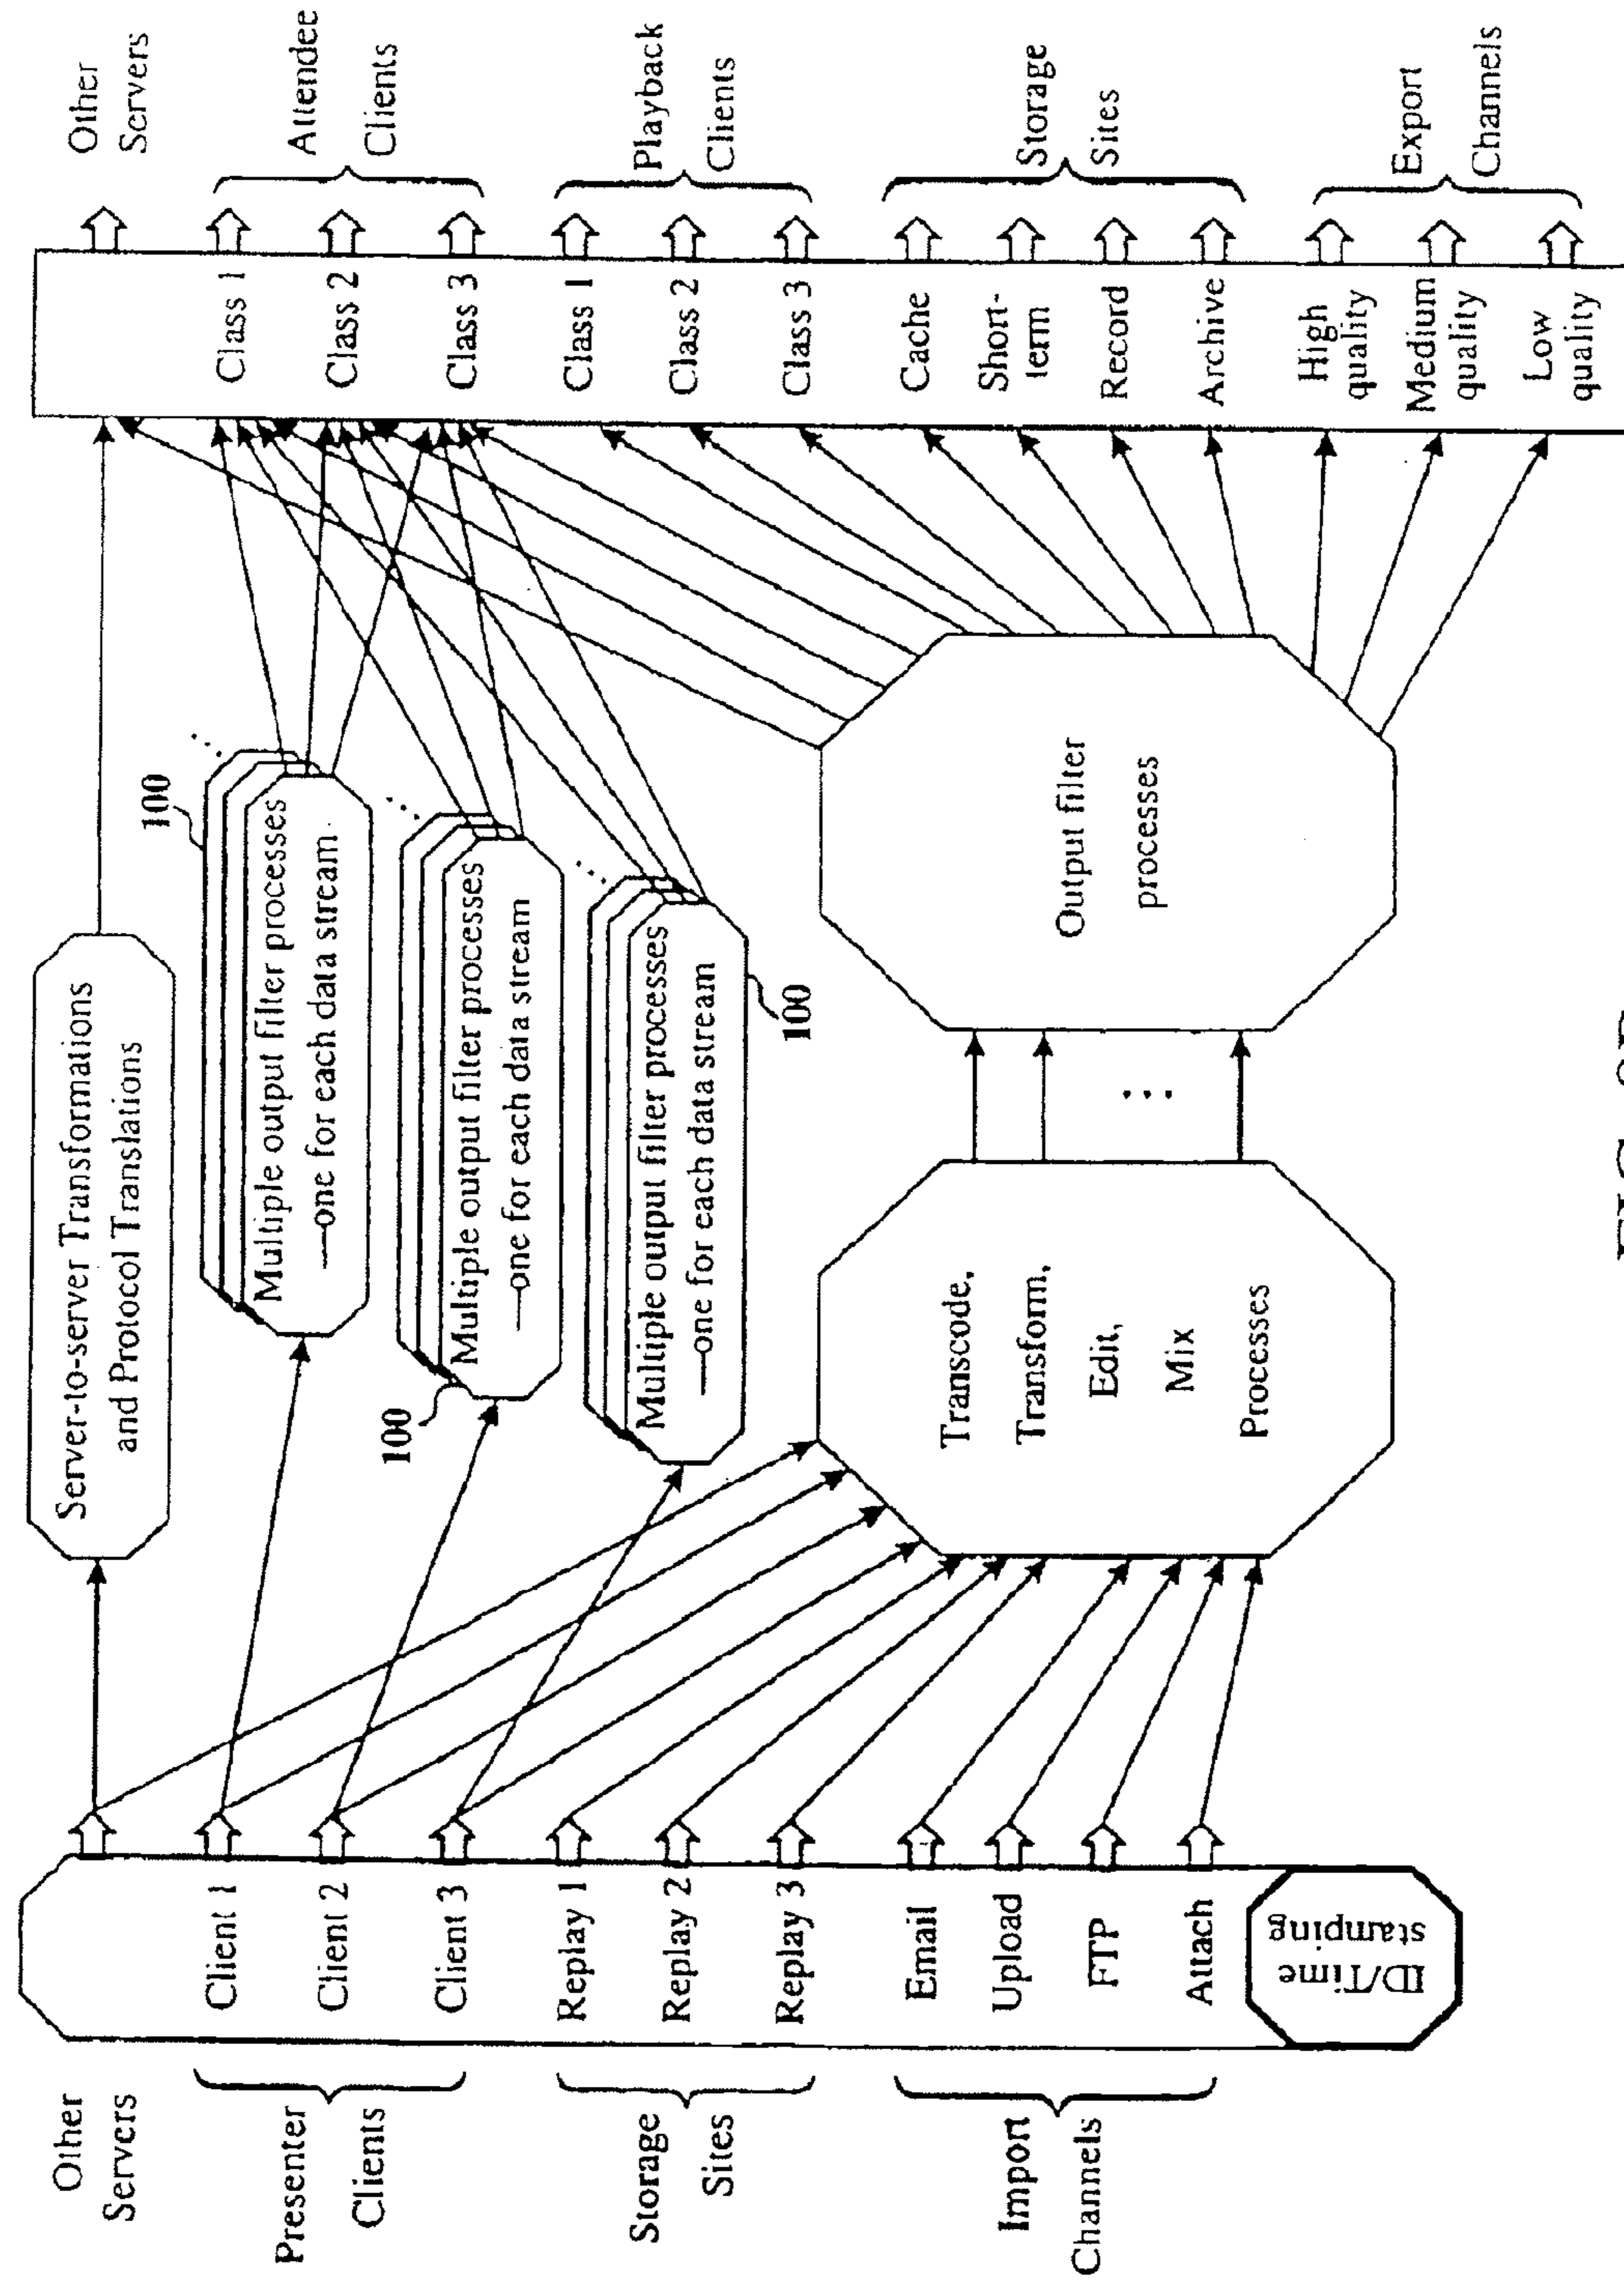 Other
Servers
Presenter
Clients
Storage
Sites
Import
Channels
Client 1
Client 2
Client 3
Replay 1
Replay 2
Replay 3
Email
Upload
FTP
Attach
ID/Time
stamping
Server-to-server Transformations
and Protocol Translations
100
Multiple output filter processes
—one for each data stream
100
Multiple output filter processes
—one for each data stream
Multiple output filter processes
—one for each data stream
100
Transcode,
Transform,
Edit,
Mix
Processes
Output filter
processes
Class 1
Class 2
Class 3
Class 1
Class 2
Class 3
Cache
Short-
term
Record
Archive
High
quality
Medium
quality
Low
quality
Other
Servers
Attendee
Clients
Playback
Clients
Storage
Sites
Export
Channels